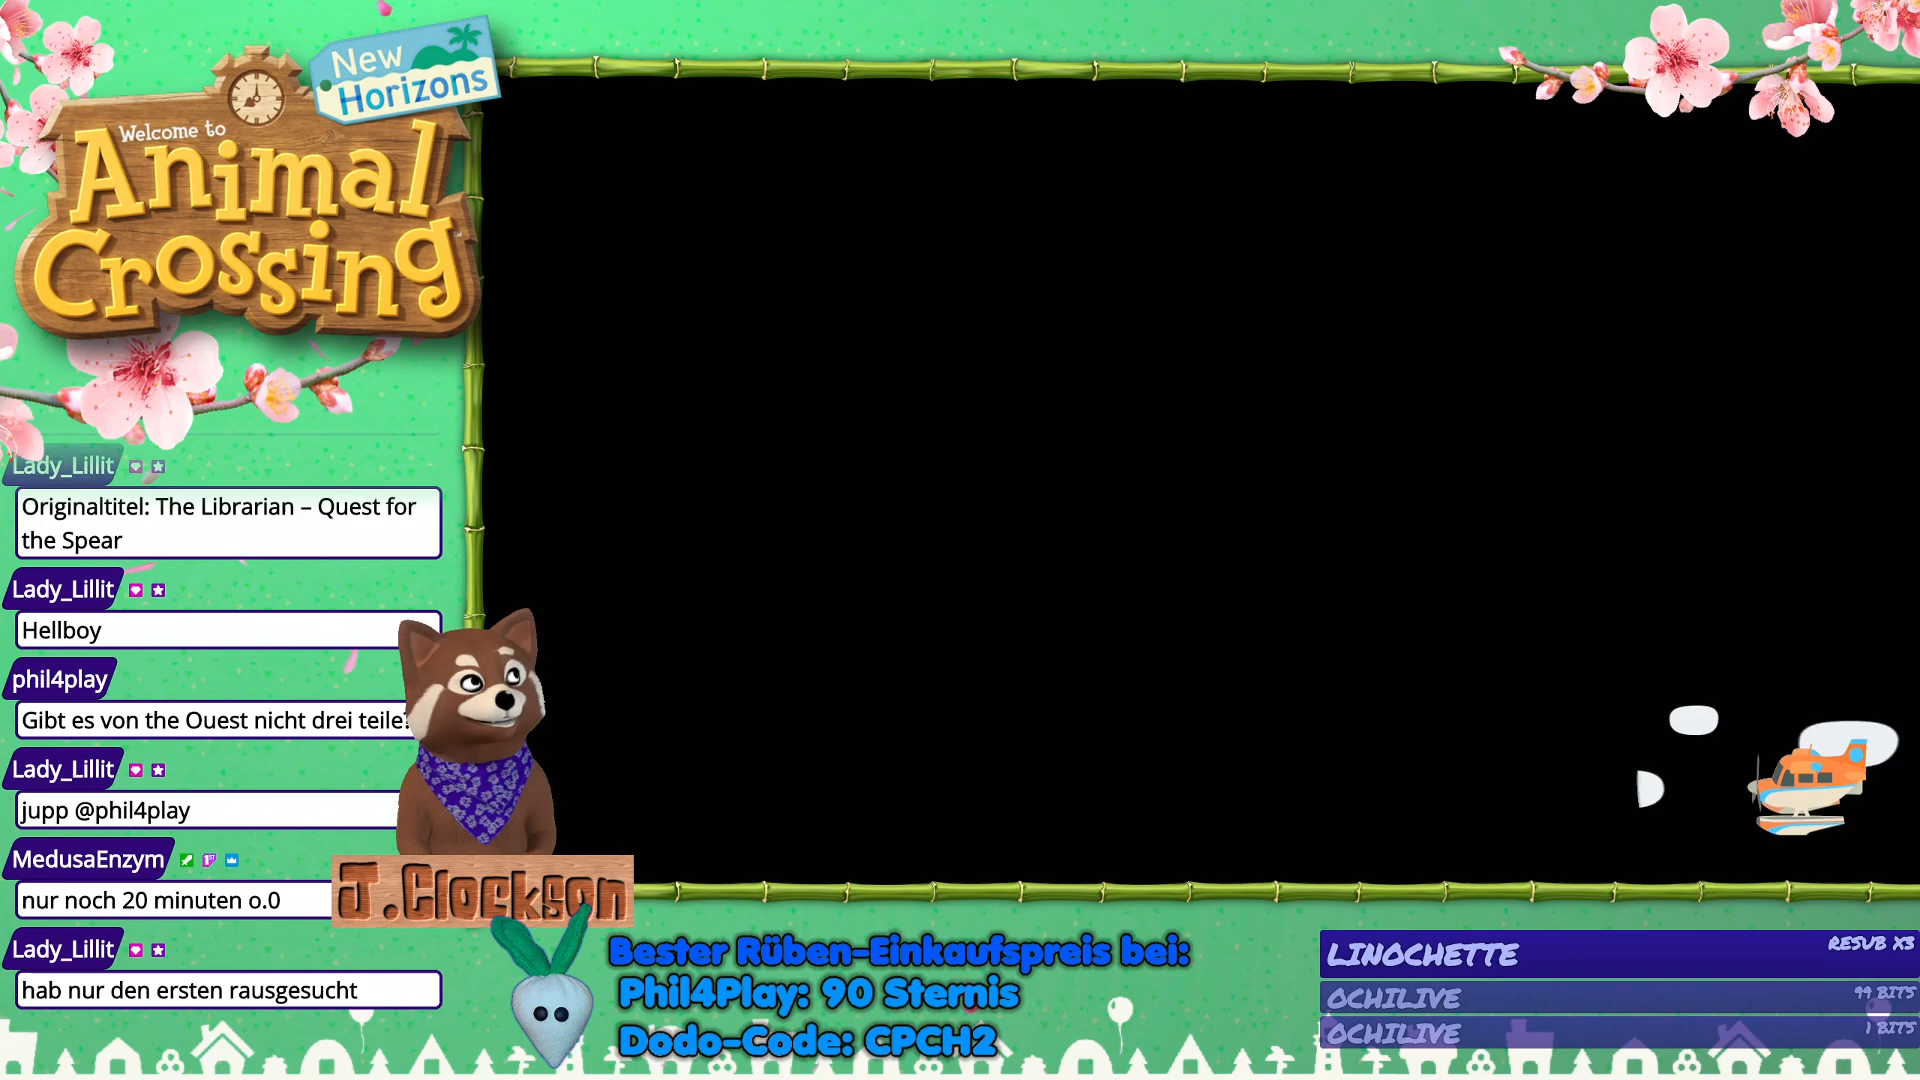 New
Horizons
Welcome to
Animal
Crossing
Lady_Lillit
Originaltitel: The Librarian – Quest for
the Spear
Lady_Lillit
Hellboy
phil4play
Gibt es von the Quest nicht drei teile?
Lady_Lillit
jupp @phil4play
MedusaEnzym
nur noch 20 minuten o.0
Lady_Lillit
hab nur den ersten rausgesucht
J.Clockson
Bester Rüben-Einkaufspreis bei:
Phil4Play: 90 Sternis
Dodo-Code: CPCH2
LINOCHETTE RESUB X3
OCHILIVE 99 BITS
OCHILIVE 1 BITS